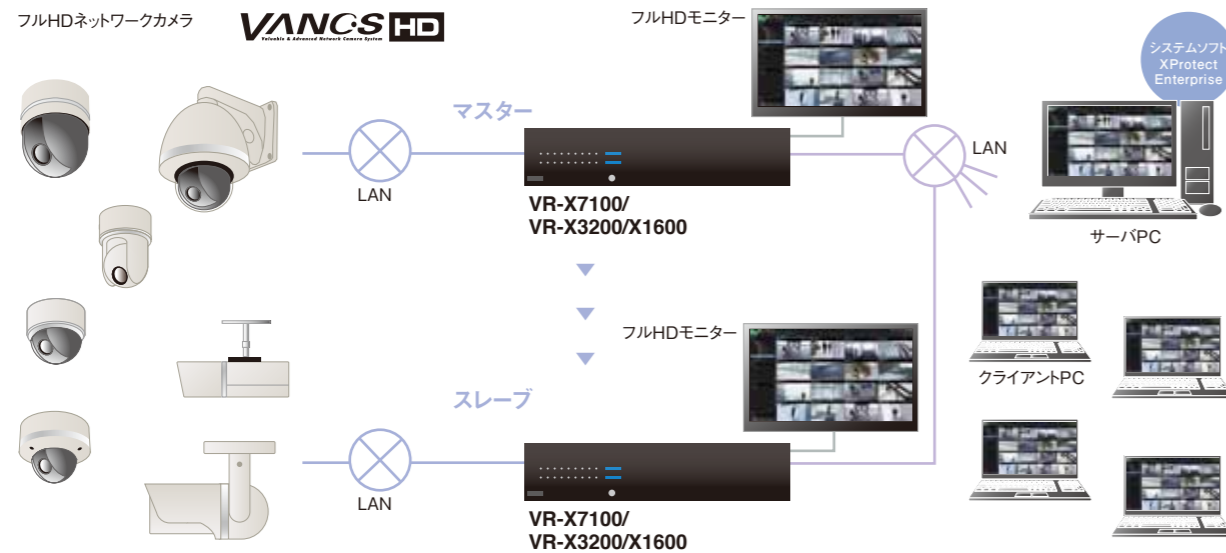 フルHDネットワークカメラ
VANCS HD
Valuable & Advanced Network Camera System
フルHDモニター
システムソフト
XProtect
Enterprise
マスター
LAN
LAN
VR-X7100/
VR-X3200/X1600
サーバPC
フルHDモニター
クライアントPC
スレーブ
LAN
VR-X7100/
VR-X3200/X1600